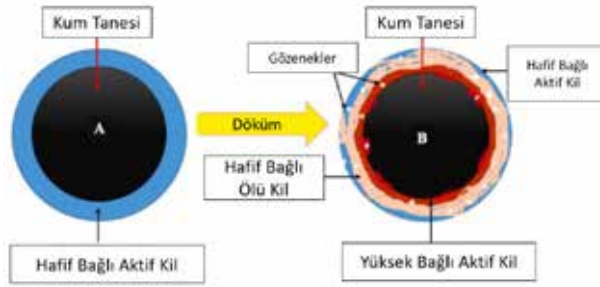 Kum Tanesi
A
Hafif Bağlı Aktif Kil
Döküm
Kum Tanesi
Gözenekler
Hafif Bağlı
Aktif Kil
B
Hafif Bağlı
Ölü Kil
Yüksek Bağlı Aktif Kil